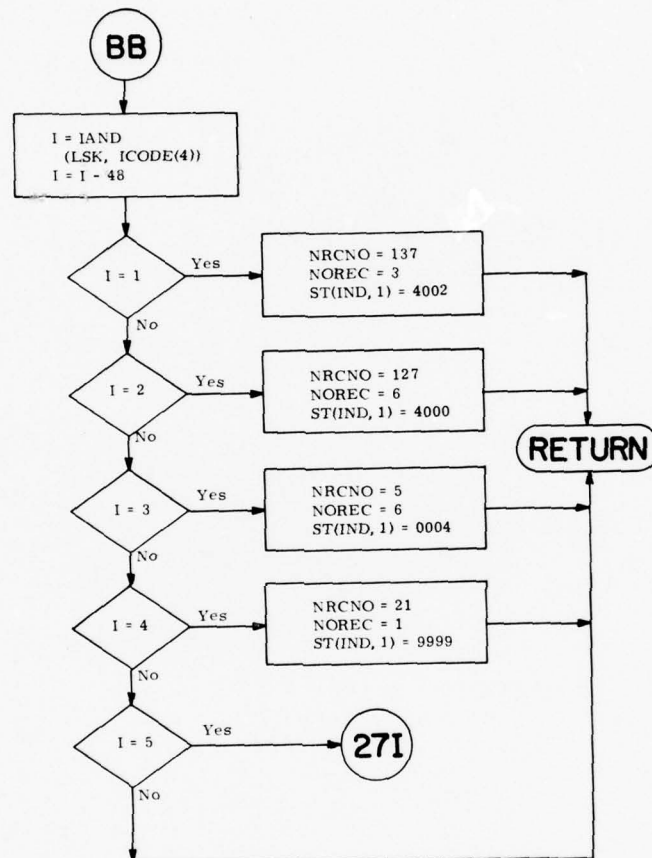 BB
I = IAND
(LSK, ICODE(4))
I = I - 48
I = 1
Yes
NRCNO = 137
NOREC = 3
ST(IND, 1) = 4002
No
I = 2
Yes
NRCNO = 127
NOREC = 6
ST(IND, 1) = 4000
No
RETURN
I = 3
Yes
NRCNO = 5
NOREC = 6
ST(IND, 1) = 0004
No
I = 4
Yes
NRCNO = 21
NOREC = 1
ST(IND, 1) = 9999
No
I = 5
Yes
27I
No